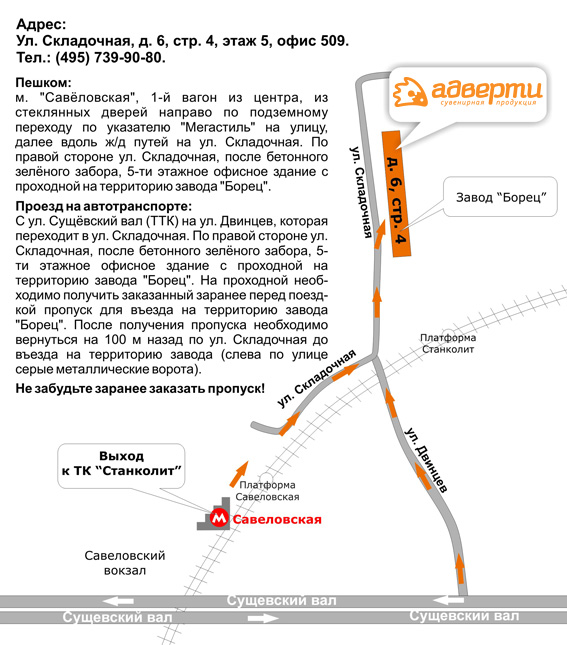 Адрес:
Ул. Складочная, д. 6, стр. 4, этаж 5, офис 509.
Тел.: (495) 739-90-80.
Пешком:
м. "Савёловская", 1-й вагон из центра, из
стеклянных дверей направо по подземному
переходу по указателю "Мегастиль" на улицу,
далее вдоль ж/д путей на ул. Складочная. По
правой стороне ул. Складочная, после бетонного
зелёного забора, 5-ти этажное офисное здание с
проходной на территорию завода "Борец".
Проезд на автотранспорте:
С ул. Сущёвский вал (ТТК) на ул. Двинцев, которая
переходит в ул. Складочная. По правой стороне ул.
Складочная, после бетонного зелёного забора, 5-
ти этажное офисное здание с проходной на
территорию завода "Борец". На проходной необ-
ходимо получить заказанный заранее перед поезд-
кой пропуск для въезда на территорию завода
"Борец". После получения пропуска необходимо
вернуться на 100 м назад по ул. Складочная до
въезда на территорию завода (слева по улице
серые металлические ворота).
Не забудьте заранее заказать пропуск!
адверти
сувенирная продукция
ул. Складочная
д. 6, стр. 4
Завод "Борец"
Платформа
Станколит
ул. Складочная
ул. Двинцев
Выход
к ТК "Станколит"
Платформа
Савеловская
М
Савеловская
Савеловский
вокзал
Сущевский вал
Сущевский вал
Сущевский вал
Сущевкий вал